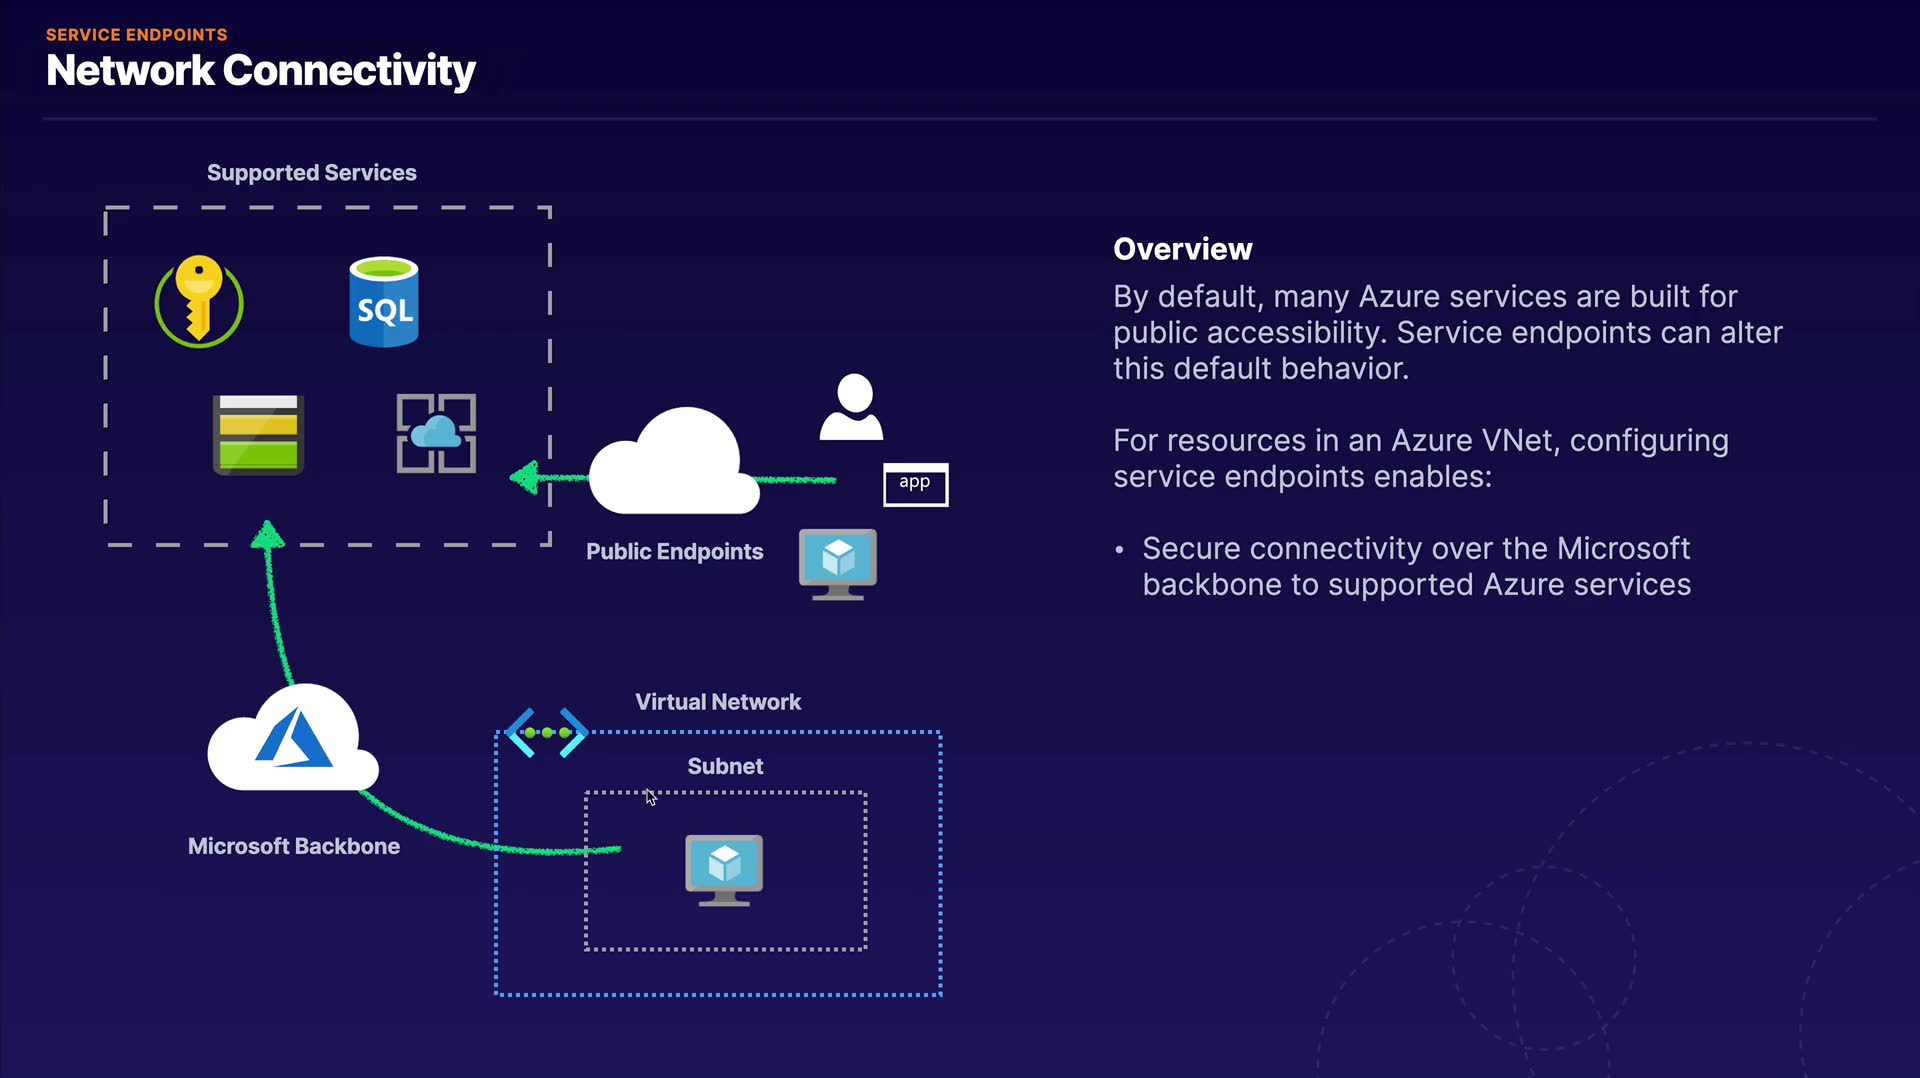 SERVICE ENDPOINTS
Network Connectivity
Supported Services
SQL
app
Public Endpoints
Microsoft Backbone
Virtual Network
Subnet
Overview
By default, many Azure services are built for
public accessibility. Service endpoints can alter
this default behavior.
For resources in an Azure VNet, configuring
service endpoints enables:
• Secure connectivity over the Microsoft
backbone to supported Azure services